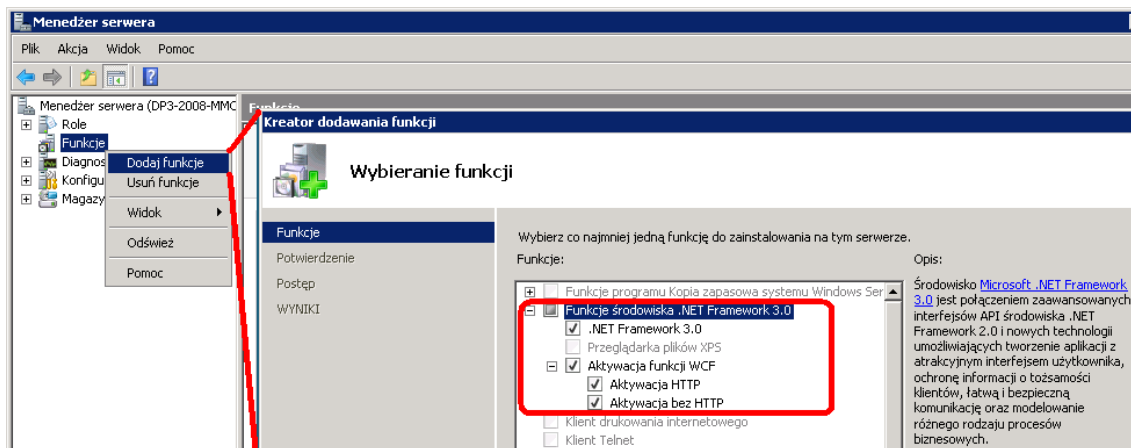 Menedżer serwera
Plik Akcja Widok Pomoc
Menedżer serwera (DP3-2008-MMC
Role
Funkcje
Diagnos
Konfigu
Magazy
Dodaj funkcje
Usuń funkcje
Widok
Odśwież
Pomoc
Funkcje
Kreator dodawania funkcji
Wybieranie funkcji
Funkcje
Potwierdzenie
Postęp
WYNIKI
Wybierz co najmniej jedną funkcję do zainstalowania na tym serwerze.
Funkcje:
Funkcje programu Kopia zapasowa systemu Windows Ser
Funkcje środowiska .NET Framework 3.0
.NET Framework 3.0
Przeglądarka plików XPS
Aktywacja funkcji WCF
Aktywacja HTTP
Aktywacja bez HTTP
Klient drukowania internetowego
Klient Telnet
Opis:
Środowisko Microsoft .NET Framework
3.0 jest połączeniem zaawansowanych
interfejsów API środowiska .NET
Framework 2.0 i nowych technologii
umożliwiających tworzenie aplikacji z
atrakcyjnym interfejsem użytkownika,
ochronę informacji o tożsamości
klientów, łatwą i bezpieczną
komunikację oraz modelowanie
różnego rodzaju procesów
biznesowych.